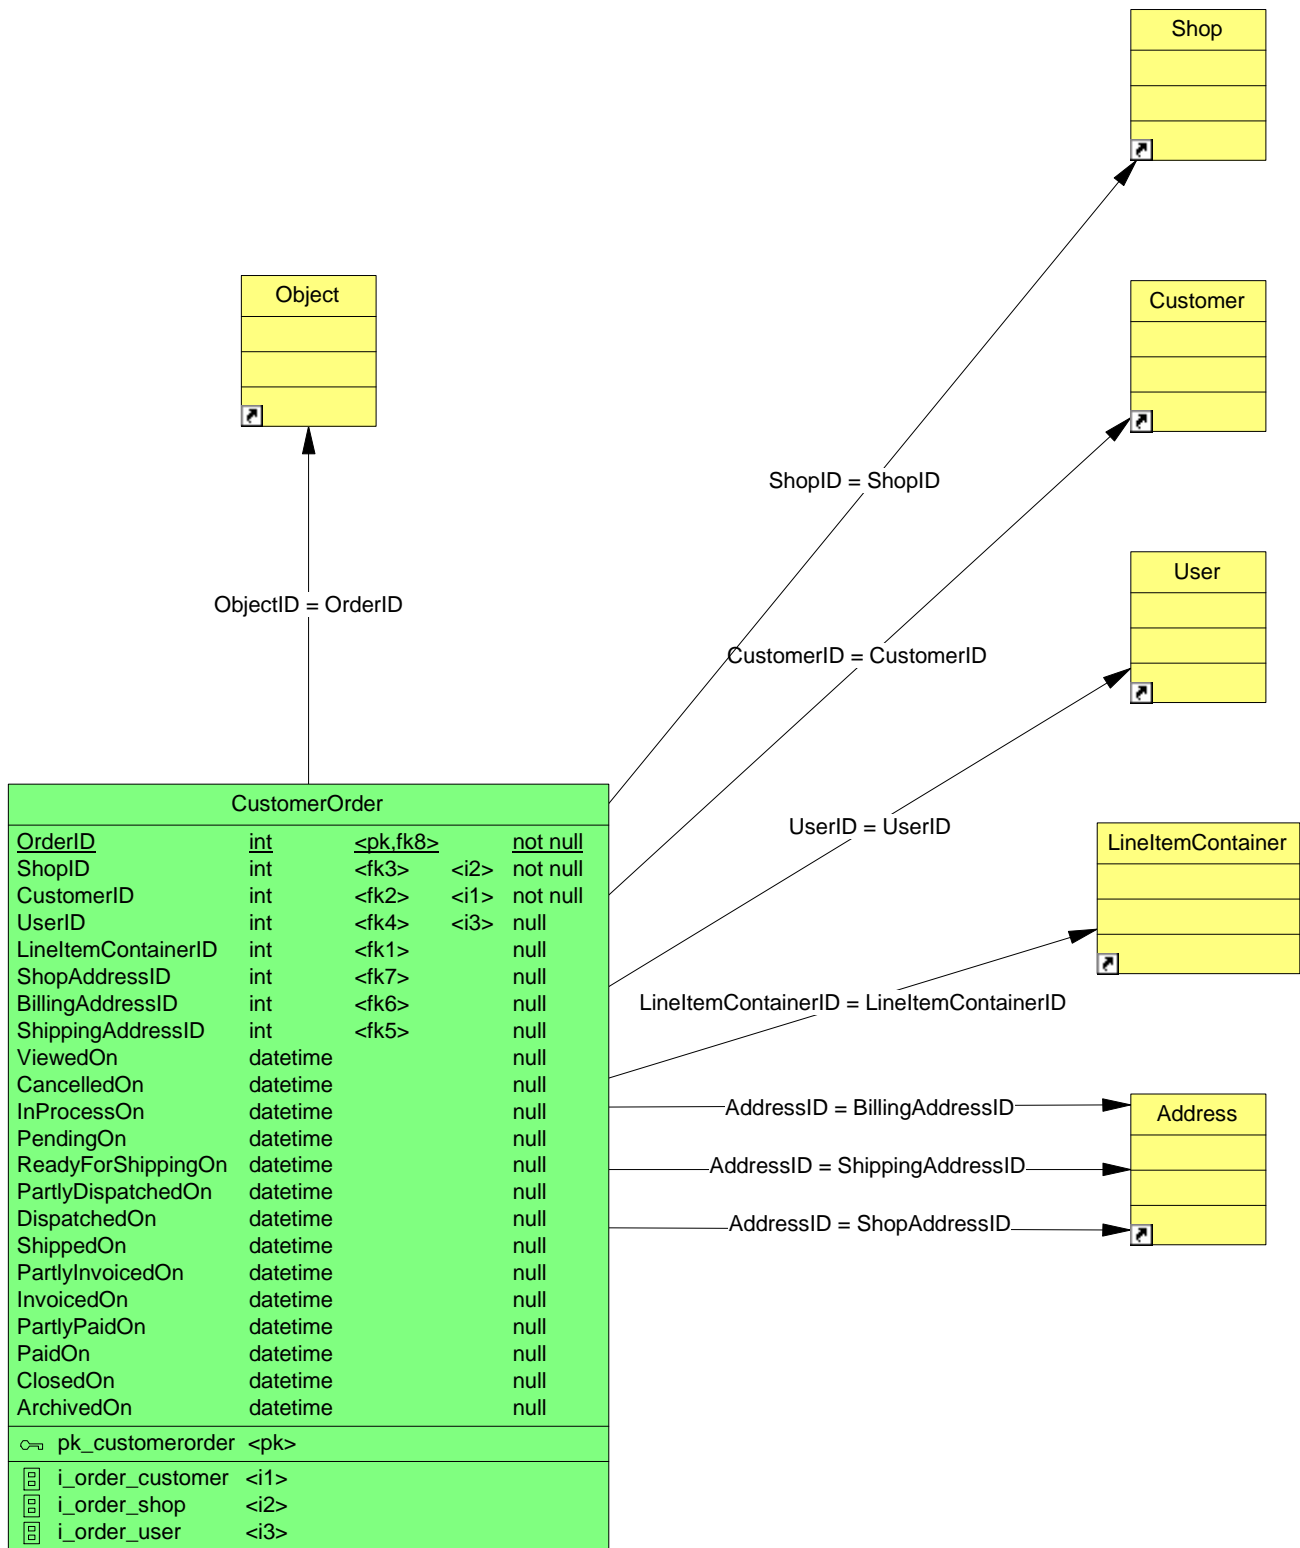 Shop
Object
Customer
ShopID = ShopID
User
ObjectID = OrderID
CustomerID = CustomerID
UserID = UserID
LineItemContainer
LineItemContainerID = LineItemContainerID
AddressID = BillingAddressID
Address
AddressID = ShippingAddressID
AddressID = ShopAddressID
CustomerOrder
OrderID int <pk,fk8> not null
ShopID int <fk3> <i2> not null
CustomerID int <fk2> <i1> not null
UserID int <fk4> <i3> null
LineItemContainerID int <fk1> null
ShopAddressID int <fk7> null
BillingAddressID int <fk6> null
ShippingAddressID int <fk5> null
ViewedOn datetime null
CancelledOn datetime null
InProcessOn datetime null
PendingOn datetime null
ReadyForShippingOn datetime null
PartlyDispatchedOn datetime null
DispatchedOn datetime null
ShippedOn datetime null
PartlyInvoicedOn datetime null
InvoicedOn datetime null
PartlyPaidOn datetime null
PaidOn datetime null
ClosedOn datetime null
ArchivedOn datetime null
pk_customerorder <pk>
i_order_customer <i1>
i_order_shop <i2>
i_order_user <i3>